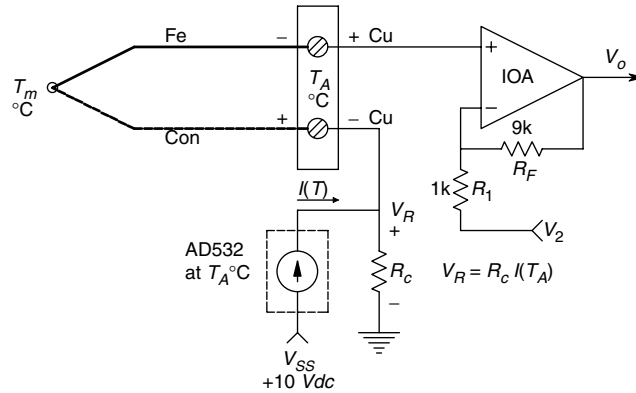 Fe
− + Cu
T_m
°C
T_A
°C
+ − Cu
Con
+
−
IOA
V_o
9k
R_F
1k R_1
V_2
I(T)
V_R
+
AD532
at T_A°C
R_c
−
V_R = R_c I(T_A)
V_SS
+10 Vdc